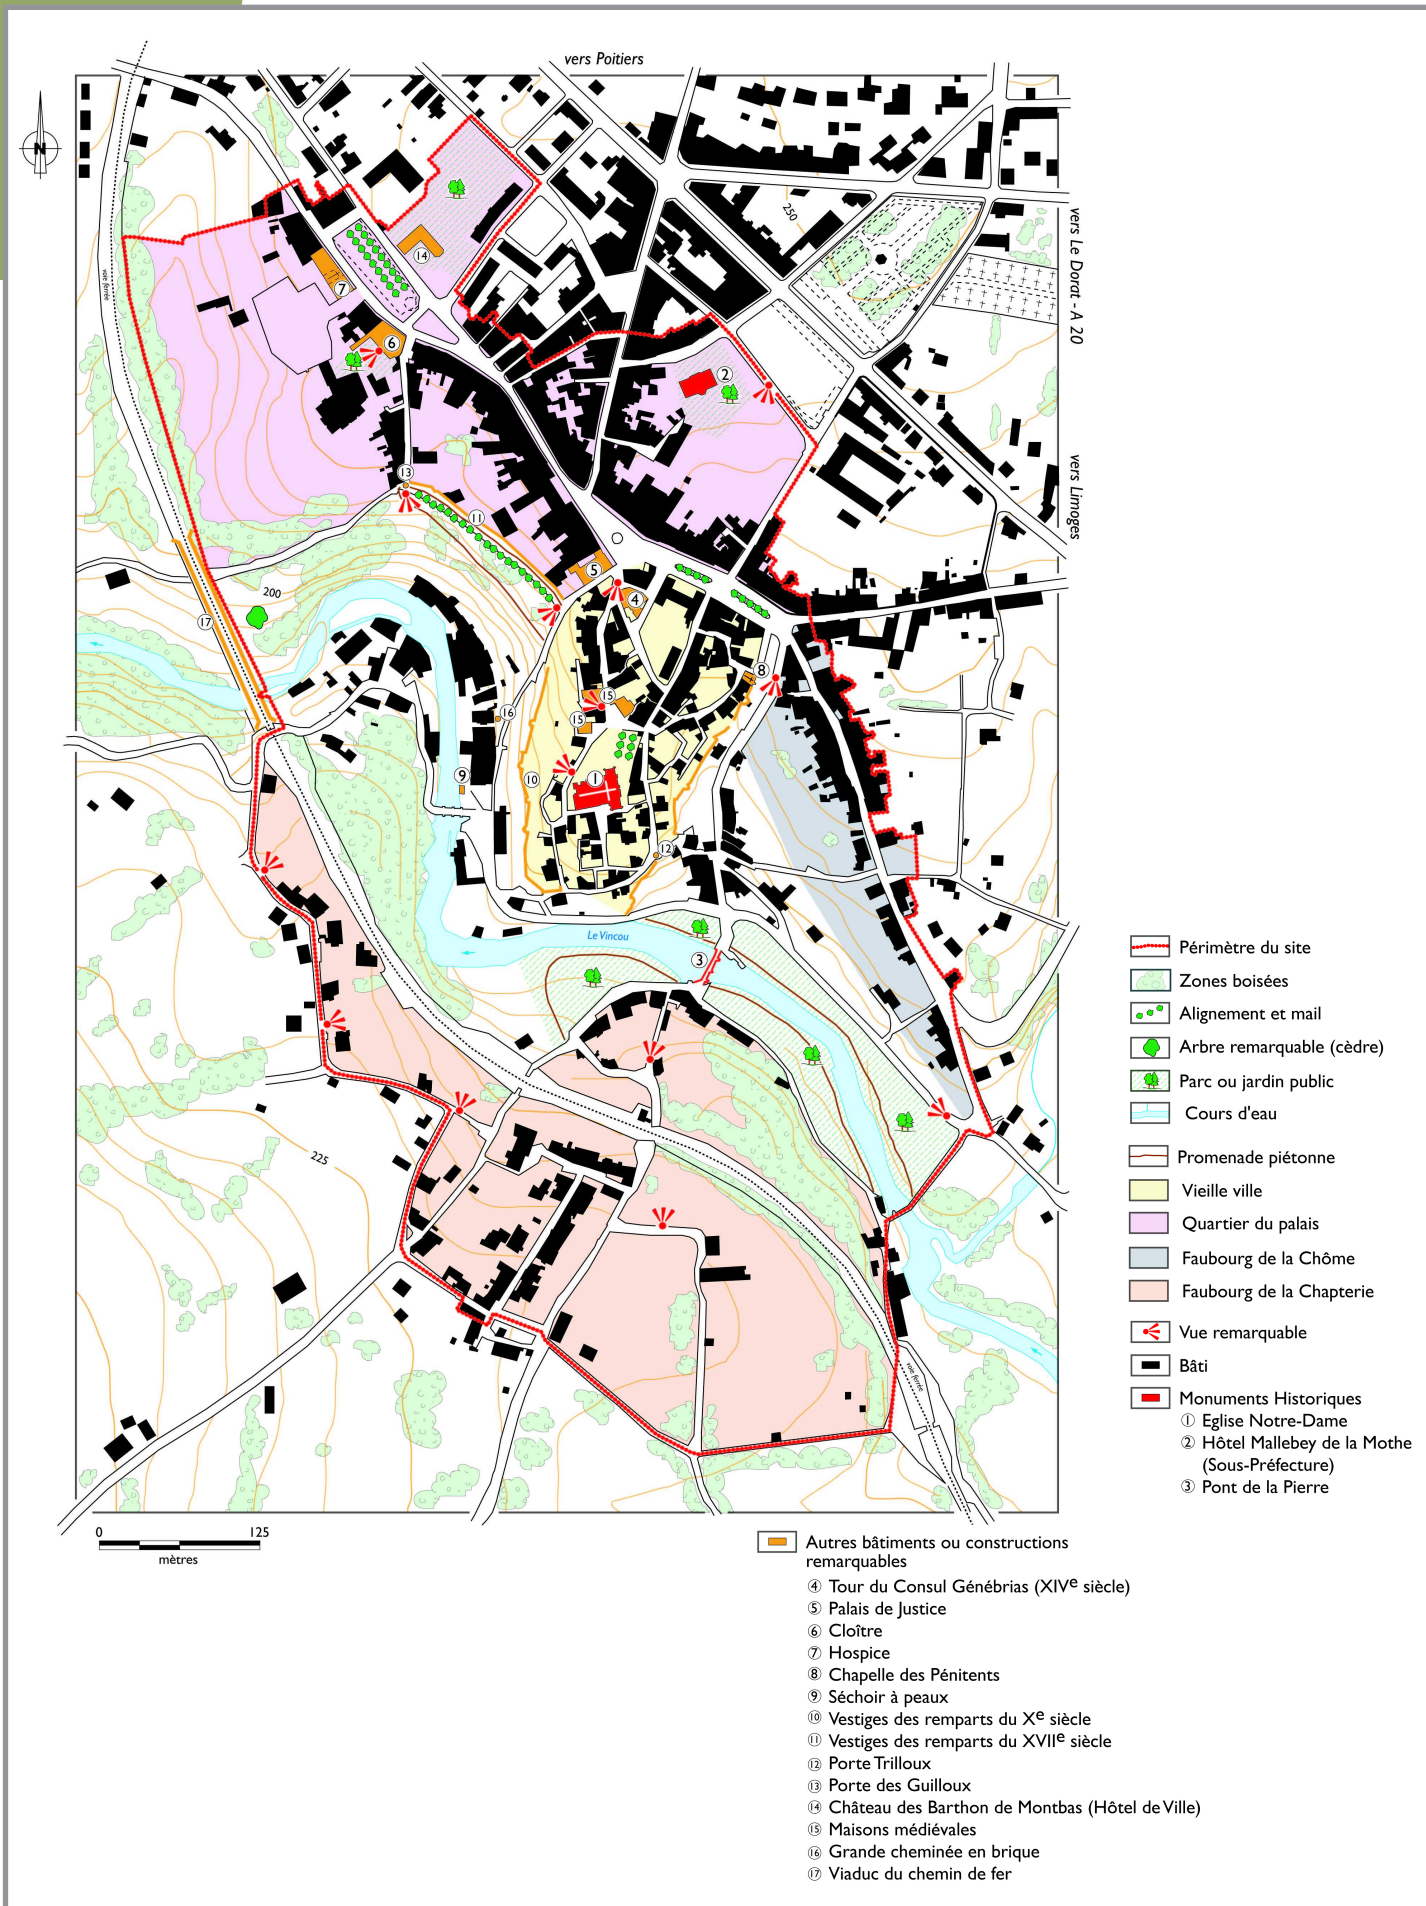 vers Poitiers
N
250
vers Le Dorat - A 20
voie ferrée
14
7
6
2
13
11
vers Limoges
5
4
200
17
8
15
16
15
10
9
1
12
Le Vincou
3
225
voie ferrée
0 125
mètres
Périmètre du site
Zones boisées
Alignement et mail
Arbre remarquable (cèdre)
Parc ou jardin public
Cours d'eau
Promenade piétonne
Vieille ville
Quartier du palais
Faubourg de la Chôme
Faubourg de la Chapterie
Vue remarquable
Bâti
Monuments Historiques
① Eglise Notre-Dame
② Hôtel Mallebey de la Mothe
(Sous-Préfecture)
③ Pont de la Pierre
Autres bâtiments ou constructions
remarquables
④ Tour du Consul Génébrias (XIVe siècle)
⑤ Palais de Justice
⑥ Cloître
⑦ Hospice
⑧ Chapelle des Pénitents
⑨ Séchoir à peaux
⑩ Vestiges des remparts du Xe siècle
⑪ Vestiges des remparts du XVIIe siècle
⑫ Porte Trilloux
⑬ Porte des Guilloux
⑭ Château des Barthon de Montbas (Hôtel de Ville)
⑮ Maisons médiévales
⑯ Grande cheminée en brique
⑰ Viaduc du chemin de fer